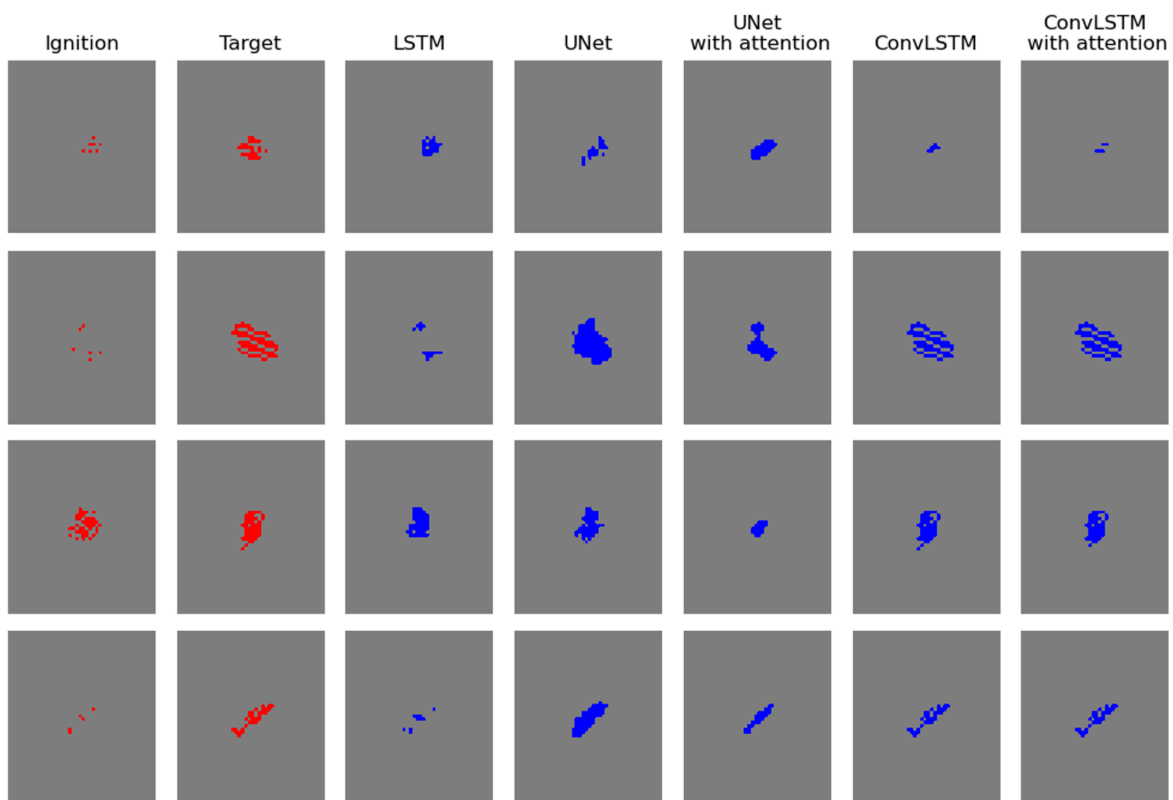 Ignition
Target
LSTM
UNet
UNet
with attention
ConvLSTM
ConvLSTM
with attention